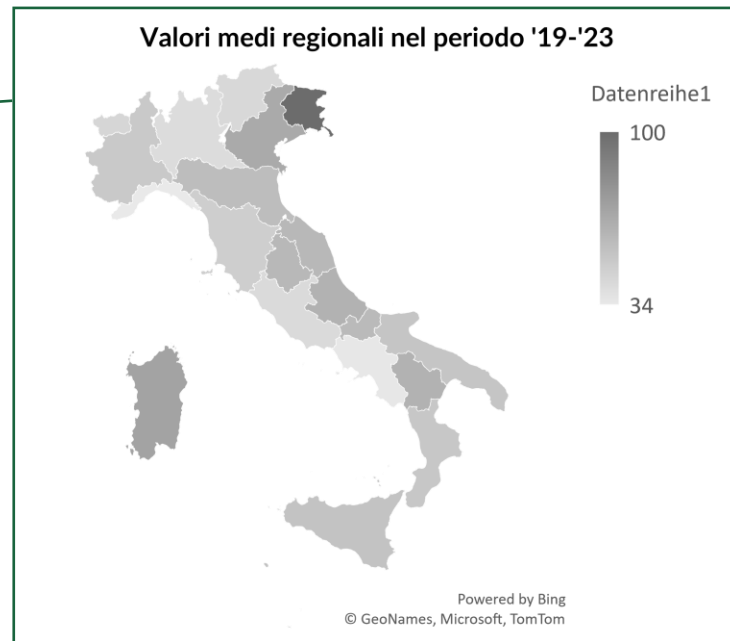 Valori medi regionali nel periodo '19-'23
Datenreihe1
100
34
Powered by Bing
© GeoNames, Microsoft, TomTom